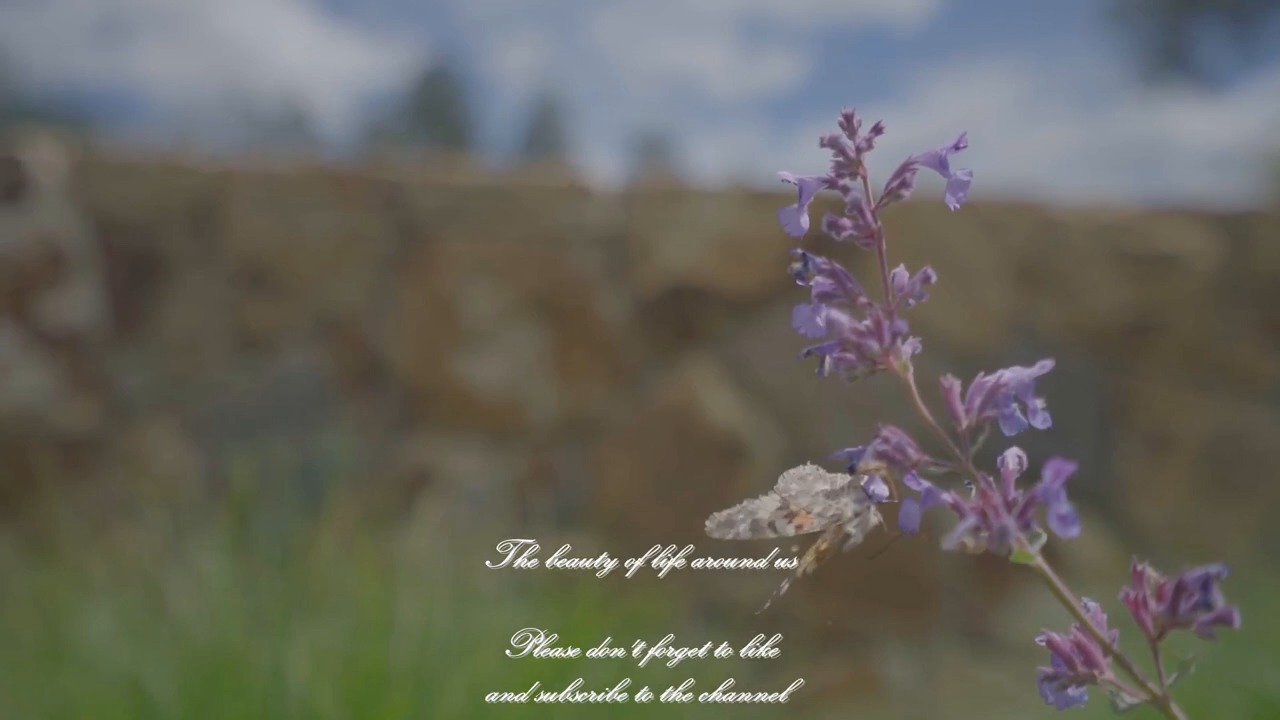 The beauty of life around us
Please don't forget to like
and subscribe to the channel